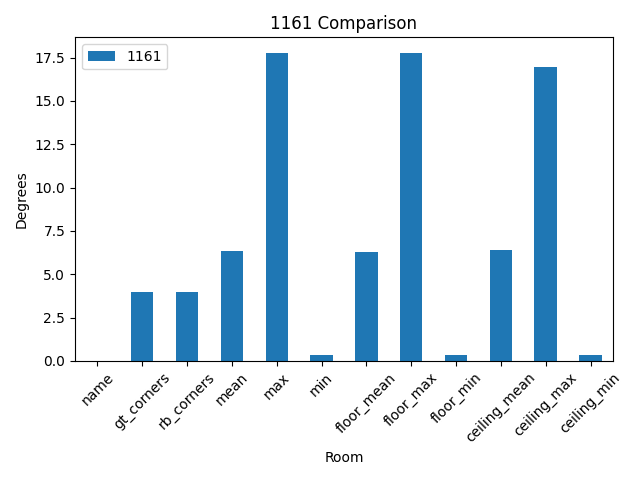 1161 Comparison
1161
Degrees
17.5
15.0
12.5
10.0
7.5
5.0
2.5
0.0
name
gt_corners
rb_corners
mean
max
min
floor_mean
floor_max
floor_min
ceiling_mean
ceiling_max
ceiling_min
Room